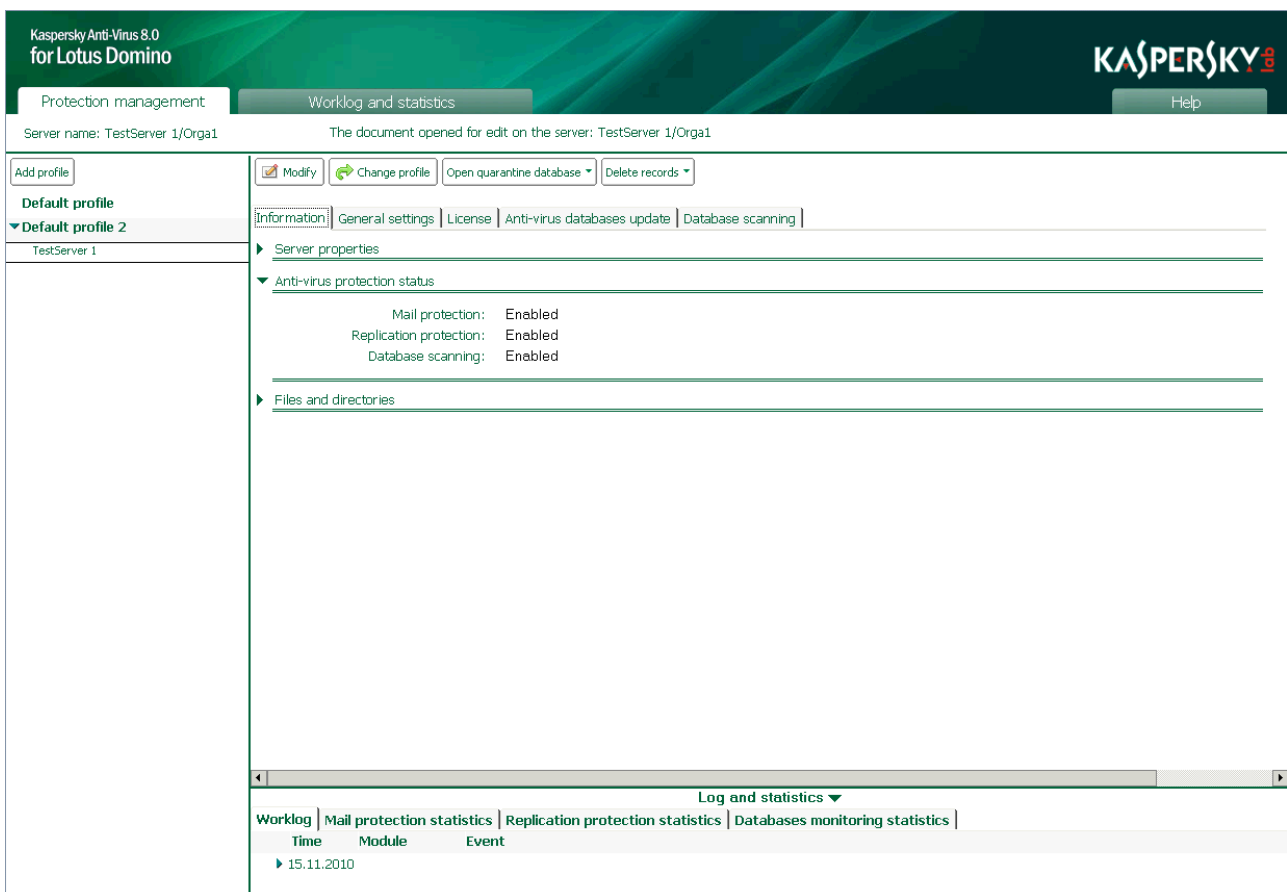 Kaspersky Anti-Virus 8.0
for Lotus Domino
KASPERSKY lab
Protection management
Worklog and statistics
Help
Server name: TestServer 1/Orga1
The document opened for edit on the server: TestServer 1/Orga1
Add profile
Modify
Change profile
Open quarantine database
Delete records
Default profile
Default profile 2
TestServer 1
Information
General settings
License
Anti-virus databases update
Database scanning
Server properties
Anti-virus protection status
Mail protection: Enabled
Replication protection: Enabled
Database scanning: Enabled
Files and directories
Log and statistics
Worklog
Mail protection statistics
Replication protection statistics
Databases monitoring statistics
Time Module Event
15.11.2010